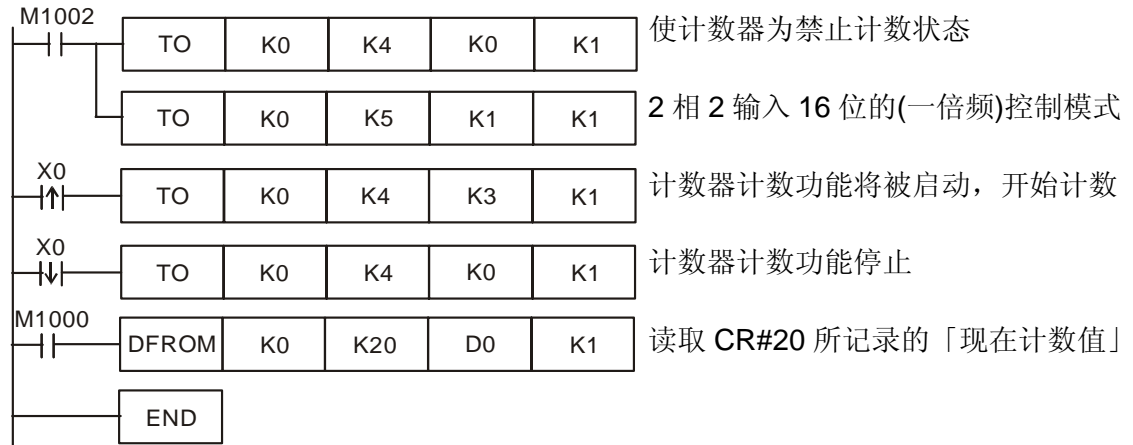 M1002
TO K0 K4 K0 K1 使计数器为禁止计数状态
TO K0 K5 K1 K1 2 相 2 输入 16 位的(一倍频)控制模式
X0
TO K0 K4 K3 K1 计数器计数功能将被启动，开始计数
X0
TO K0 K4 K0 K1 计数器计数功能停止
M1000
DFROM K0 K20 D0 K1 读取 CR#20 所记录的「现在计数值」
END